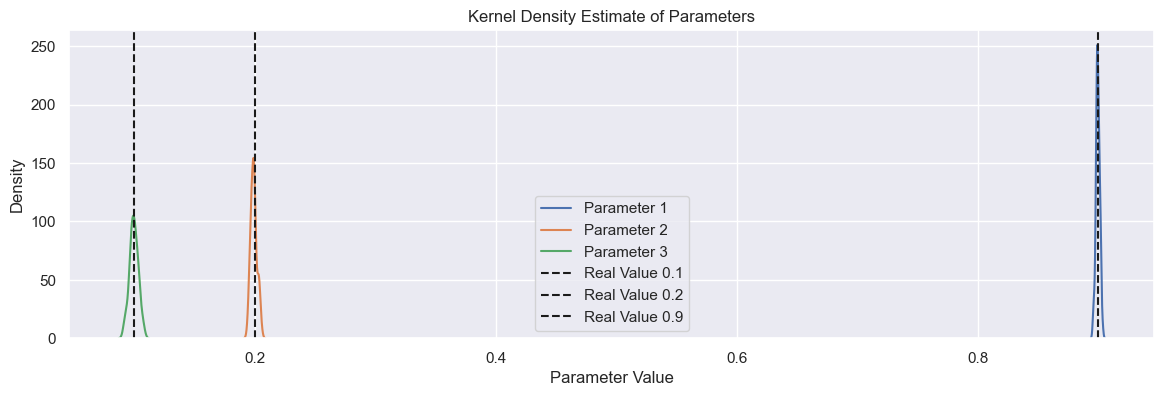 Kernel Density Estimate of Parameters
250
200
150
100
50
0
Density
Parameter 1
Parameter 2
Parameter 3
Real Value 0.1
Real Value 0.2
Real Value 0.9
0.2 0.4 0.6 0.8
Parameter Value